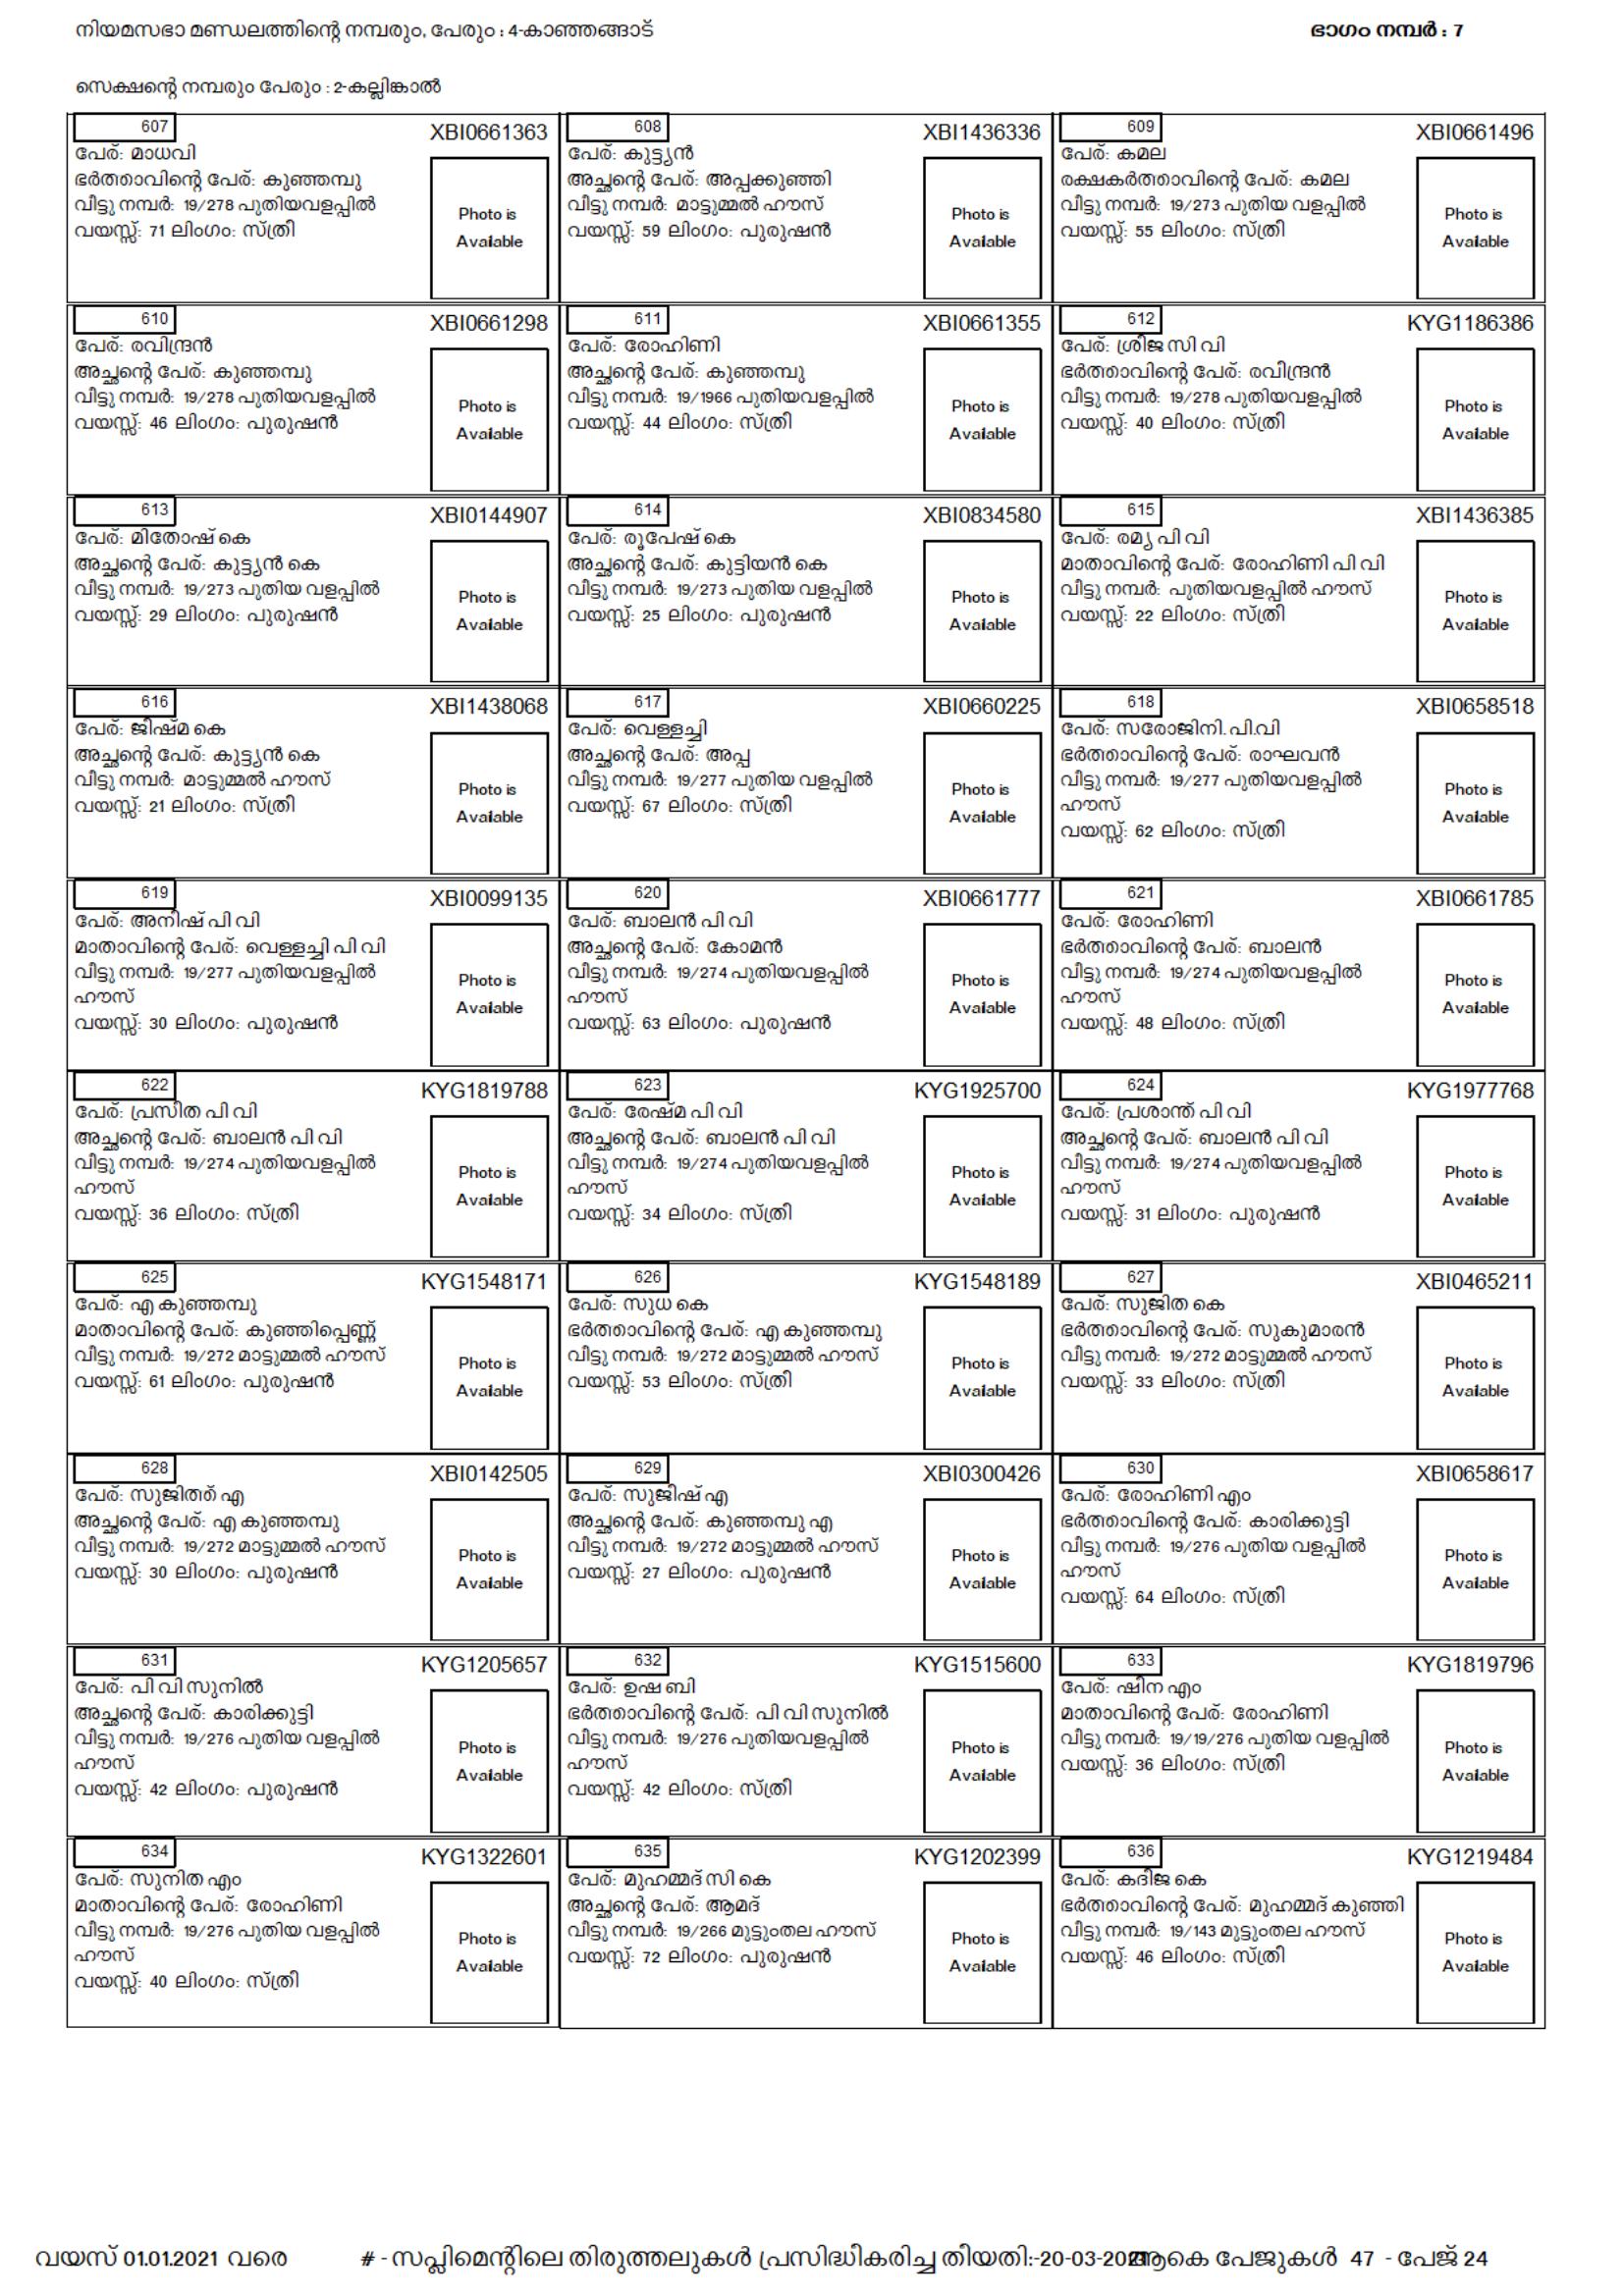 നിയമസഭാ മണ്ഡലത്തിന്റെ നമ്പരും, പേരും : 4-കാഞ്ഞങ്ങാട്
ഭാഗം നമ്പർ : 7
സെക്ഷന്റെ നമ്പരും പേരും : 2-കല്ലിങ്കാൽ
607
XBI0661363
പേര്: മാധവി
ഭർത്താവിന്റെ പേര്: കുഞ്ഞമ്പു
വീട്ടു നമ്പർ: 19/278 പുതിയവളപ്പിൽ
വയസ്സ്: 71 ലിംഗം: സ്ത്രീ
Photo is
Available
608
XBI1436336
പേര്: കുട്ട്യൻ
അച്ഛന്റെ പേര്: അപ്പക്കുഞ്ഞി
വീട്ടു നമ്പർ: മാട്ടുമ്മൽ ഹൗസ്
വയസ്സ്: 59 ലിംഗം: പുരുഷൻ
Photo is
Available
609
XBI0661496
പേര്: കമല
രക്ഷകർത്താവിന്റെ പേര്: കമല
വീട്ടു നമ്പർ: 19/273 പുതിയ വളപ്പിൽ
വയസ്സ്: 55 ലിംഗം: സ്ത്രീ
Photo is
Available
610
XBI0661298
പേര്: രവിന്ദ്രൻ
അച്ഛന്റെ പേര്: കുഞ്ഞമ്പു
വീട്ടു നമ്പർ: 19/278 പുതിയവളപ്പിൽ
വയസ്സ്: 46 ലിംഗം: പുരുഷൻ
Photo is
Available
611
XBI0661355
പേര്: രോഹിണി
അച്ഛന്റെ പേര്: കുഞ്ഞമ്പു
വീട്ടു നമ്പർ: 19/1966 പുതിയവളപ്പിൽ
വയസ്സ്: 44 ലിംഗം: സ്ത്രീ
Photo is
Available
612
KYG1186386
പേര്: ശ്രീജ സി വി
ഭർത്താവിന്റെ പേര്: രവീന്ദ്രൻ
വീട്ടു നമ്പർ: 19/278 പുതിയവളപ്പിൽ
വയസ്സ്: 40 ലിംഗം: സ്ത്രീ
Photo is
Available
613
XBI0144907
പേര്: മിതോഷ് കെ
അച്ഛന്റെ പേര്: കുട്ട്യൻ കെ
വീട്ടു നമ്പർ: 19/273 പുതിയ വളപ്പിൽ
വയസ്സ്: 29 ലിംഗം: പുരുഷൻ
Photo is
Available
614
XBI0834580
പേര്: രൂപേഷ് കെ
അച്ഛന്റെ പേര്: കുട്ടിയൻ കെ
വീട്ടു നമ്പർ: 19/273 പുതിയ വളപ്പിൽ
വയസ്സ്: 25 ലിംഗം: പുരുഷൻ
Photo is
Available
615
XBI1436385
പേര്: രമ്യ പി വി
മാതാവിന്റെ പേര്: രോഹിണി പി വി
വീട്ടു നമ്പർ: പുതിയവളപ്പിൽ ഹൗസ്
വയസ്സ്: 22 ലിംഗം: സ്ത്രീ
Photo is
Available
616
XBI1438068
പേര്: ജിഷ്മ കെ
അച്ഛന്റെ പേര്: കുട്ട്യൻ കെ
വീട്ടു നമ്പർ: മാട്ടുമ്മൽ ഹൗസ്
വയസ്സ്: 21 ലിംഗം: സ്ത്രീ
Photo is
Available
617
XBI0660225
പേര്: വെള്ളച്ചി
അച്ഛന്റെ പേര്: അപ്പ
വീട്ടു നമ്പർ: 19/277 പുതിയ വളപ്പിൽ
വയസ്സ്: 67 ലിംഗം: സ്ത്രീ
Photo is
Available
618
XBI0658518
പേര്: സരോജിനി.പി.വി
ഭർത്താവിന്റെ പേര്: രാഘവൻ
വീട്ടു നമ്പർ: 19/277 പുതിയവളപ്പിൽ
ഹൗസ്
വയസ്സ്: 62 ലിംഗം: സ്ത്രീ
Photo is
Available
619
XBI0099135
പേര്: അനീഷ് പി വി
മാതാവിന്റെ പേര്: വെള്ളച്ചി പി വി
വീട്ടു നമ്പർ: 19/277 പുതിയവളപ്പിൽ
ഹൗസ്
വയസ്സ്: 30 ലിംഗം: പുരുഷൻ
Photo is
Available
620
XBI0661777
പേര്: ബാലൻ പി വി
അച്ഛന്റെ പേര്: കോമൻ
വീട്ടു നമ്പർ: 19/274 പുതിയവളപ്പിൽ
ഹൗസ്
വയസ്സ്: 63 ലിംഗം: പുരുഷൻ
Photo is
Available
621
XBI0661785
പേര്: രോഹിണി
ഭർത്താവിന്റെ പേര്: ബാലൻ
വീട്ടു നമ്പർ: 19/274 പുതിയവളപ്പിൽ
ഹൗസ്
വയസ്സ്: 48 ലിംഗം: സ്ത്രീ
Photo is
Available
622
KYG1819788
പേര്: പ്രസീത പി വി
അച്ഛന്റെ പേര്: ബാലൻ പി വി
വീട്ടു നമ്പർ: 19/274 പുതിയവളപ്പിൽ
ഹൗസ്
വയസ്സ്: 36 ലിംഗം: സ്ത്രീ
Photo is
Available
623
KYG1925700
പേര്: രേഷ്മ പി വി
അച്ഛന്റെ പേര്: ബാലൻ പി വി
വീട്ടു നമ്പർ: 19/274 പുതിയവളപ്പിൽ
ഹൗസ്
വയസ്സ്: 34 ലിംഗം: സ്ത്രീ
Photo is
Available
624
KYG1977768
പേര്: പ്രശാന്ത് പി വി
അച്ഛന്റെ പേര്: ബാലൻ പി വി
വീട്ടു നമ്പർ: 19/274 പുതിയവളപ്പിൽ
ഹൗസ്
വയസ്സ്: 31 ലിംഗം: പുരുഷൻ
Photo is
Available
625
KYG1548171
പേര്: എ കുഞ്ഞമ്പു
മാതാവിന്റെ പേര്: കുഞ്ഞിപ്പെണ്ണ്
വീട്ടു നമ്പർ: 19/272 മാട്ടുമ്മൽ ഹൗസ്
വയസ്സ്: 61 ലിംഗം: പുരുഷൻ
Photo is
Available
626
KYG1548189
പേര്: സുധ കെ
ഭർത്താവിന്റെ പേര്: എ കുഞ്ഞമ്പു
വീട്ടു നമ്പർ: 19/272 മാട്ടുമ്മൽ ഹൗസ്
വയസ്സ്: 53 ലിംഗം: സ്ത്രീ
Photo is
Available
627
XBI0465211
പേര്: സുജിത കെ
ഭർത്താവിന്റെ പേര്: സുകുമാരൻ
വീട്ടു നമ്പർ: 19/272 മാട്ടുമ്മൽ ഹൗസ്
വയസ്സ്: 33 ലിംഗം: സ്ത്രീ
Photo is
Available
628
XBI0142505
പേര്: സുജിത്ത് എ
അച്ഛന്റെ പേര്: എ കുഞ്ഞമ്പു
വീട്ടു നമ്പർ: 19/272 മാട്ടുമ്മൽ ഹൗസ്
വയസ്സ്: 30 ലിംഗം: പുരുഷൻ
Photo is
Available
629
XBI0300426
പേര്: സുജിഷ് എ
അച്ഛന്റെ പേര്: കുഞ്ഞമ്പു എ
വീട്ടു നമ്പർ: 19/272 മാട്ടുമ്മൽ ഹൗസ്
വയസ്സ്: 27 ലിംഗം: പുരുഷൻ
Photo is
Available
630
XBI0658617
പേര്: രോഹിണി എം
ഭർത്താവിന്റെ പേര്: കാരിക്കുട്ടി
വീട്ടു നമ്പർ: 19/276 പുതിയ വളപ്പിൽ
ഹൗസ്
വയസ്സ്: 64 ലിംഗം: സ്ത്രീ
Photo is
Available
631
KYG1205657
പേര്: പി വി സുനിൽ
അച്ഛന്റെ പേര്: കാരിക്കുട്ടി
വീട്ടു നമ്പർ: 19/276 പുതിയ വളപ്പിൽ
ഹൗസ്
വയസ്സ്: 42 ലിംഗം: പുരുഷൻ
Photo is
Available
632
KYG1515600
പേര്: ഉഷ ബി
ഭർത്താവിന്റെ പേര്: പി വി സുനിൽ
വീട്ടു നമ്പർ: 19/276 പുതിയവളപ്പിൽ
ഹൗസ്
വയസ്സ്: 42 ലിംഗം: സ്ത്രീ
Photo is
Available
633
KYG1819796
പേര്: ഷീന എം
മാതാവിന്റെ പേര്: രോഹിണി
വീട്ടു നമ്പർ: 19/19/276 പുതിയ വളപ്പിൽ
വയസ്സ്: 36 ലിംഗം: സ്ത്രീ
Photo is
Available
634
KYG1322601
പേര്: സുനിത എം
മാതാവിന്റെ പേര്: രോഹിണി
വീട്ടു നമ്പർ: 19/276 പുതിയ വളപ്പിൽ
ഹൗസ്
വയസ്സ്: 40 ലിംഗം: സ്ത്രീ
Photo is
Available
635
KYG1202399
പേര്: മുഹമ്മദ് സി കെ
അച്ഛന്റെ പേര്: ആമദ്
വീട്ടു നമ്പർ: 19/266 മുട്ടുംതല ഹൗസ്
വയസ്സ്: 72 ലിംഗം: പുരുഷൻ
Photo is
Available
636
KYG1219484
പേര്: കദീജ കെ
ഭർത്താവിന്റെ പേര്: മുഹമ്മദ് കുഞ്ഞി
വീട്ടു നമ്പർ: 19/143 മുട്ടുംതല ഹൗസ്
വയസ്സ്: 46 ലിംഗം: സ്ത്രീ
Photo is
Available
വയസ് 01.01.2021 വരെ
# - സപ്ലിമെന്റിലെ തിരുത്തലുകൾ പ്രസിദ്ധീകരിച്ച തീയതി:-20-03-2021
ആകെ പേജുകൾ 47 - പേജ് 24